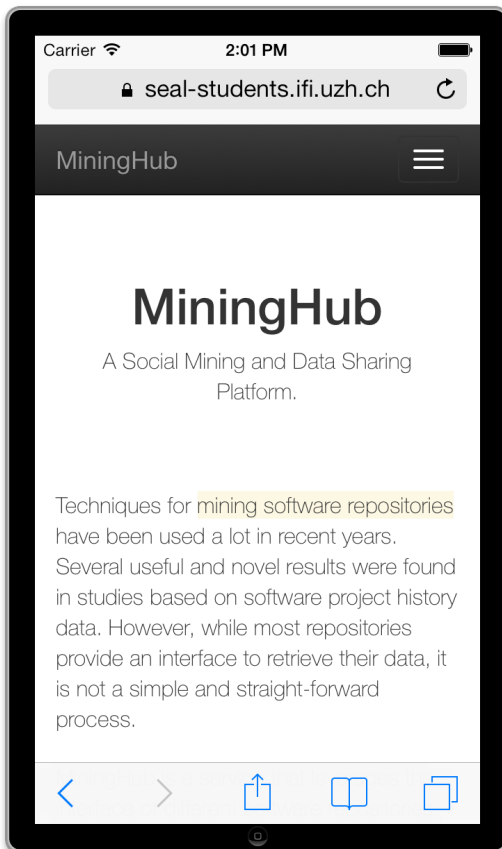 Carrier 2:01 PM
seal-students.ifi.uzh.ch
MiningHub
MiningHub
A Social Mining and Data Sharing
Platform.
Techniques for mining software repositories
have been used a lot in recent years.
Several useful and novel results were found
in studies based on software project history
data. However, while most repositories
provide an interface to retrieve their data, it
is not a simple and straight-forward
process.